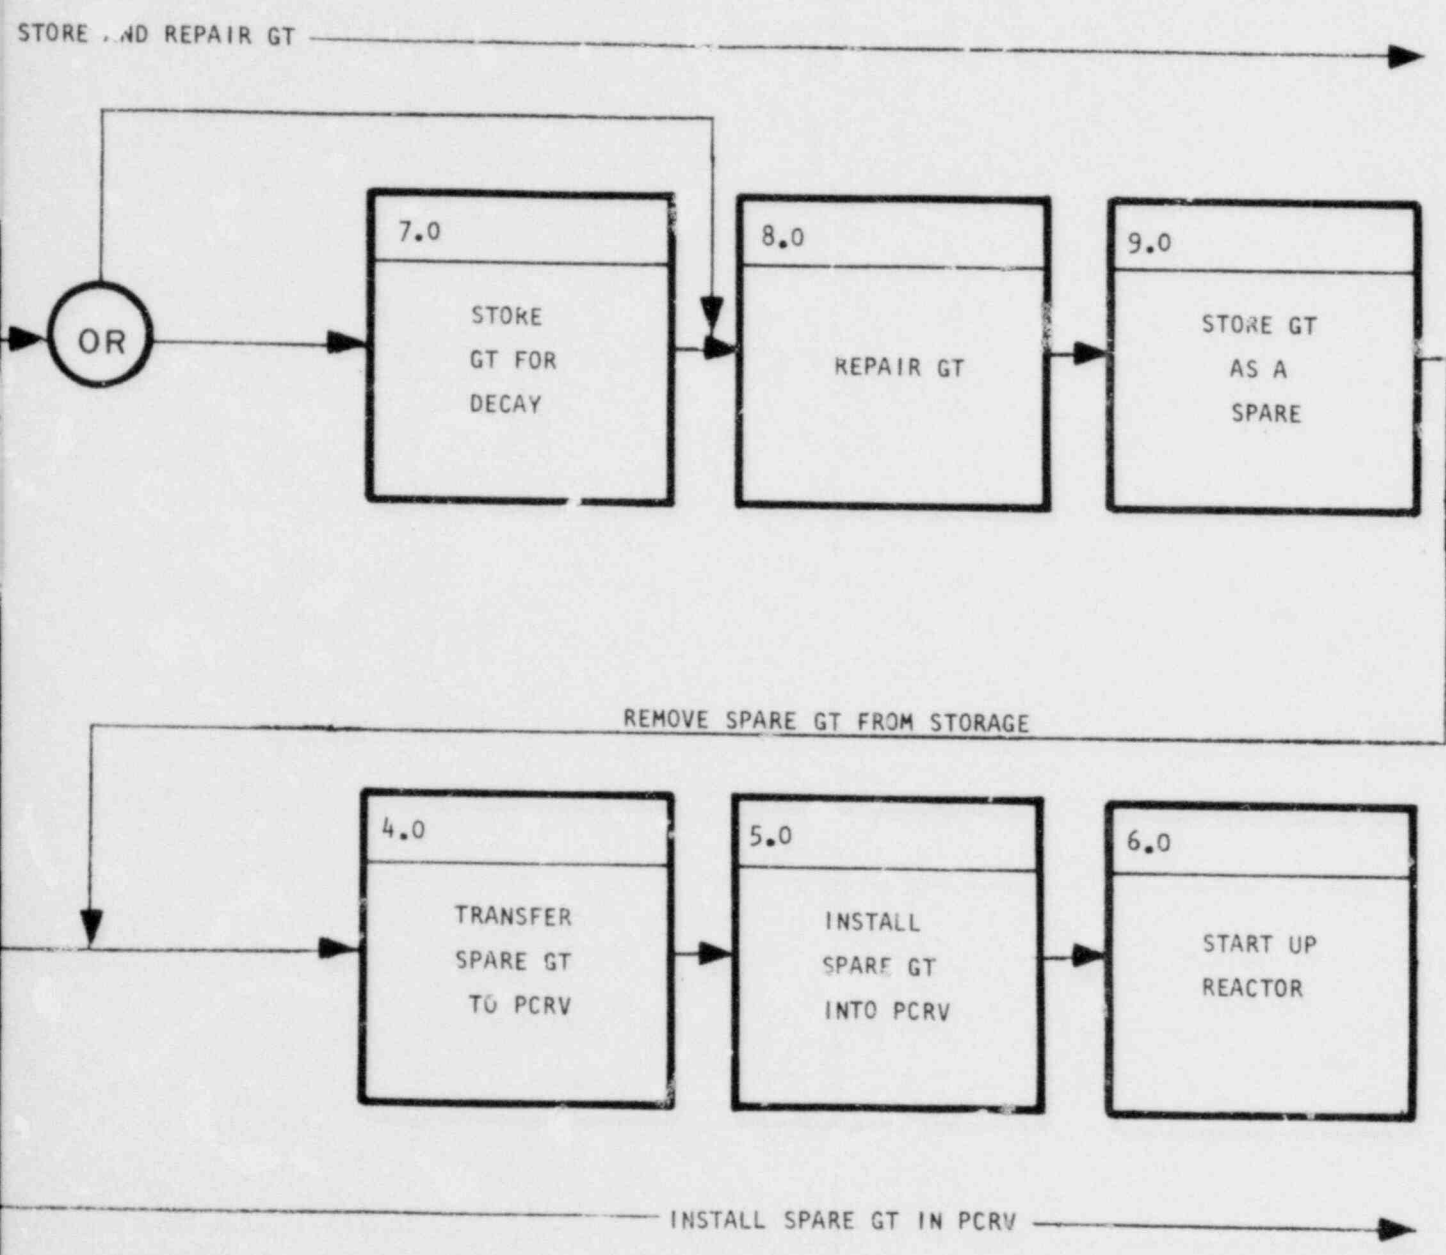 STORE AND REPAIR GT
7.0
8.0
9.0
OR
STORE
GT FOR
DECAY
REPAIR GT
STORE GT
AS A
SPARE
REMOVE SPARE GT FROM STORAGE
4.0
5.0
6.0
TRANSFER
SPARE GT
TO PCRV
INSTALL
SPARE GT
INTO PCRV
START UP
REACTOR
INSTALL SPARE GT IN PCRV